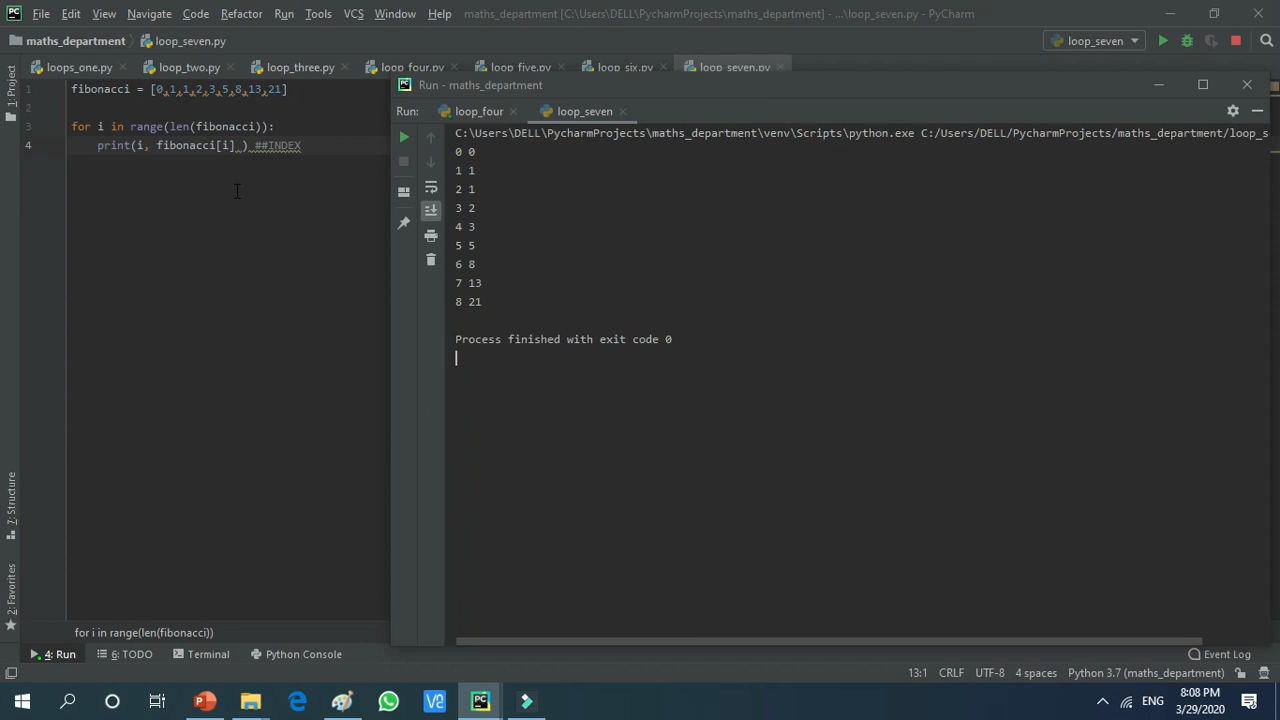 File Edit View Navigate Code Refactor Run Tools VCS Window Help maths_department [C:\Users\DELL\PycharmProjects\maths_department] - ...\loop_seven.py - PyCharm
maths_department loop_seven.py loop_seven
loops_one.py loop_two.py loop_three.py loop_four.py loop_five.py loop_six.py loop_seven.py
1: Project
7: Structure
2: Favorites
1 fibonacci = [0,1,1,2,3,5,8,13,21]
2
3 for i in range(len(fibonacci)):
4 print(i, fibonacci[i] ) ##INDEX
for i in range(len(fibonacci))
Run - maths_department
Run: loop_four loop_seven
C:\Users\DELL\PycharmProjects\maths_department\venv\Scripts\python.exe C:/Users/DELL/PycharmProjects/maths_department/loop_s
0 0
1 1
2 1
3 2
4 3
5 5
6 8
7 13
8 21
Process finished with exit code 0
4: Run 6: TODO Terminal Python Console Event Log
13:1 CRLF UTF-8 4 spaces Python 3.7 (maths_department)
ENG 8:08 PM
3/29/2020